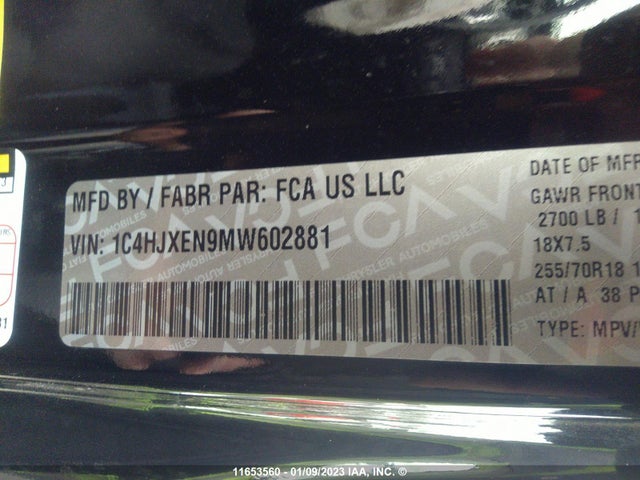 MFD BY / FABR PAR: FCA US LLC
VIN: 1C4HJXEN9MW602881
DATE OF MFR
GAWR FRONT
2700 LB /
18X7.5
255/70R18 1
AT / A 38 P
TYPE: MPV/
11653560 - 01/09/2023 IAA, INC. ©